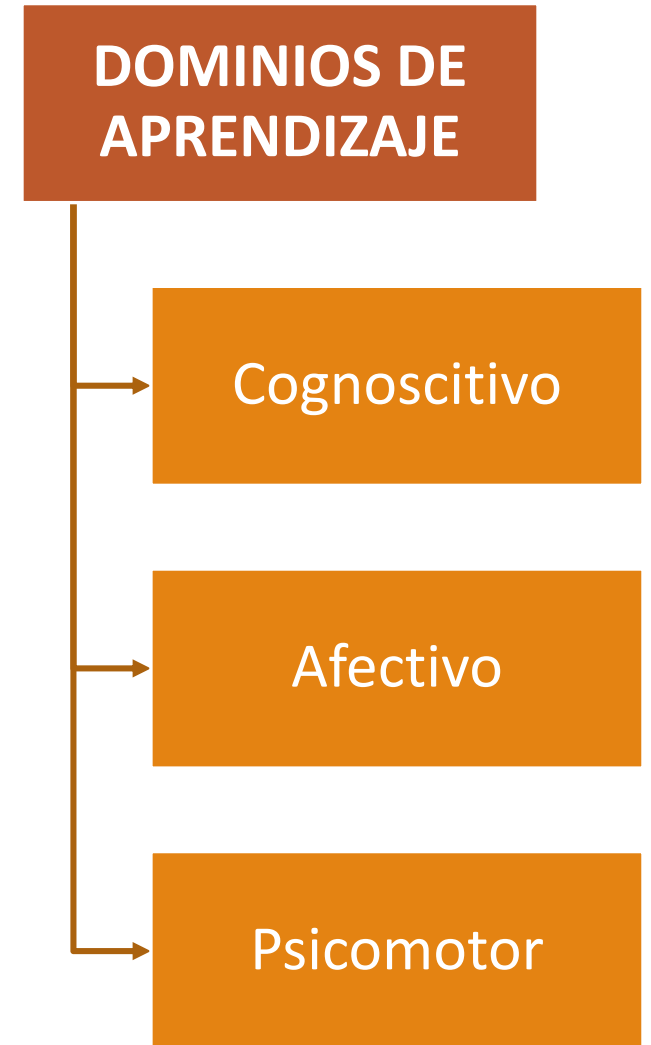 DOMINIOS DE
APRENDIZAJE
Cognoscitivo
Afectivo
Psicomotor